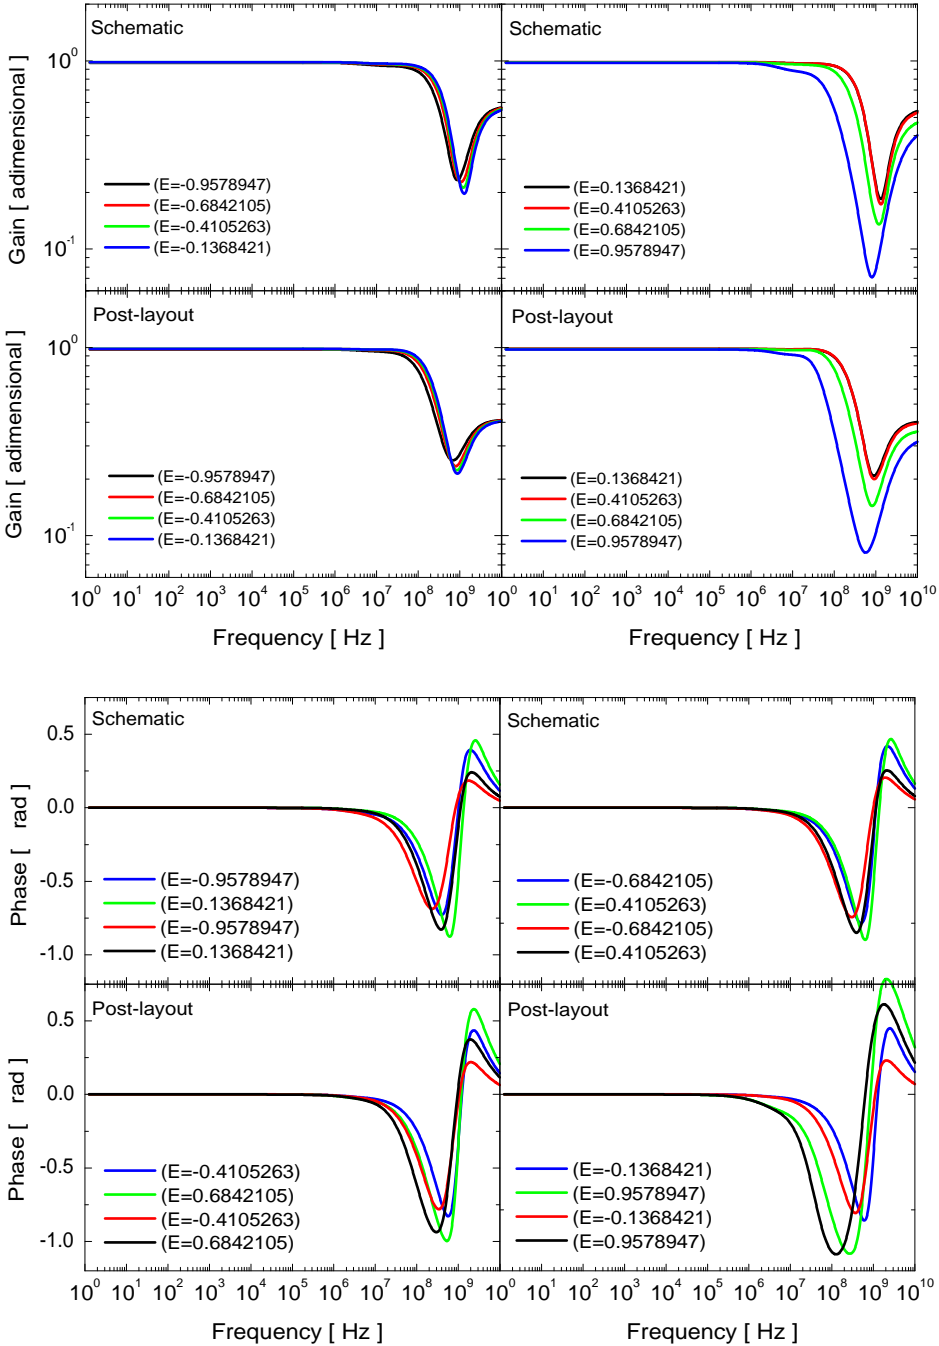 Schematic
Schematic
Gain [ adimensional ]
10^0
10^-1
(E=-0.9578947)
(E=-0.6842105)
(E=-0.4105263)
(E=-0.1368421)
(E=0.1368421)
(E=0.4105263)
(E=0.6842105)
(E=0.9578947)
Post-layout
Post-layout
Gain [ adimensional ]
10^0
10^-1
(E=-0.9578947)
(E=-0.6842105)
(E=-0.4105263)
(E=-0.1368421)
(E=0.1368421)
(E=0.4105263)
(E=0.6842105)
(E=0.9578947)
10^0 10^1 10^2 10^3 10^4 10^5 10^6 10^7 10^8 10^9 10^0 10^1 10^2 10^3 10^4 10^5 10^6 10^7 10^8 10^9 10^10
Frequency [ Hz ] Frequency [ Hz ]
Schematic
Schematic
Phase [ rad ]
0.5
0.0
-0.5
-1.0
(E=-0.9578947)
(E=0.1368421)
(E=-0.9578947)
(E=0.1368421)
(E=-0.6842105)
(E=0.4105263)
(E=-0.6842105)
(E=0.4105263)
Post-layout
Post-layout
Phase [ rad ]
0.5
0.0
-0.5
-1.0
(E=-0.4105263)
(E=0.6842105)
(E=-0.4105263)
(E=0.6842105)
(E=-0.1368421)
(E=0.9578947)
(E=-0.1368421)
(E=0.9578947)
10^0 10^1 10^2 10^3 10^4 10^5 10^6 10^7 10^8 10^9 10^0 10^1 10^2 10^3 10^4 10^5 10^6 10^7 10^8 10^9 10^10
Frequency [ Hz ] Frequency [ Hz ]